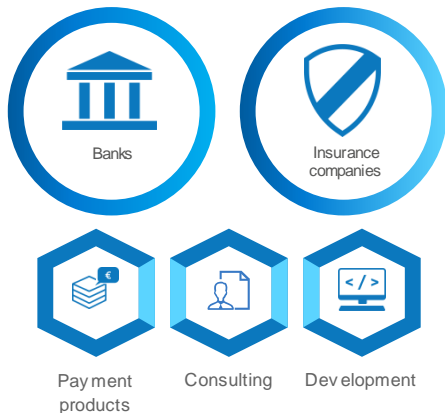 Banks
Insurance
companies
€
</>
Payment
products
Consulting
Development